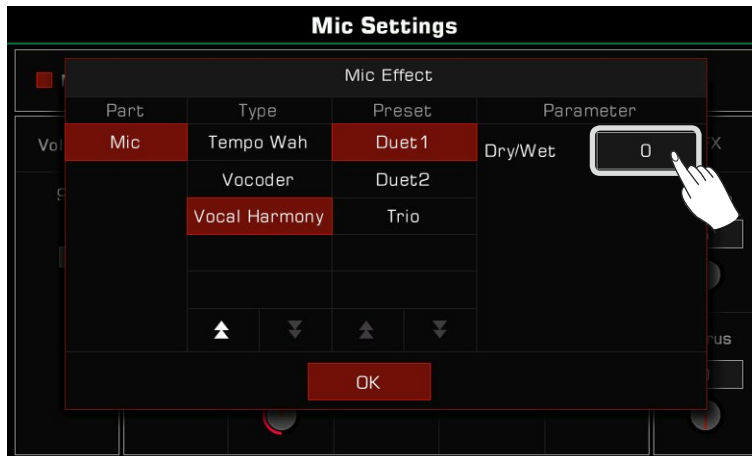 Mic Settings
Mic Effect
Part Type Preset Parameter
Mic Tempo Wah Duet1 Dry/Wet 0
Vocoder Duet2
Vocal Harmony Trio
OK